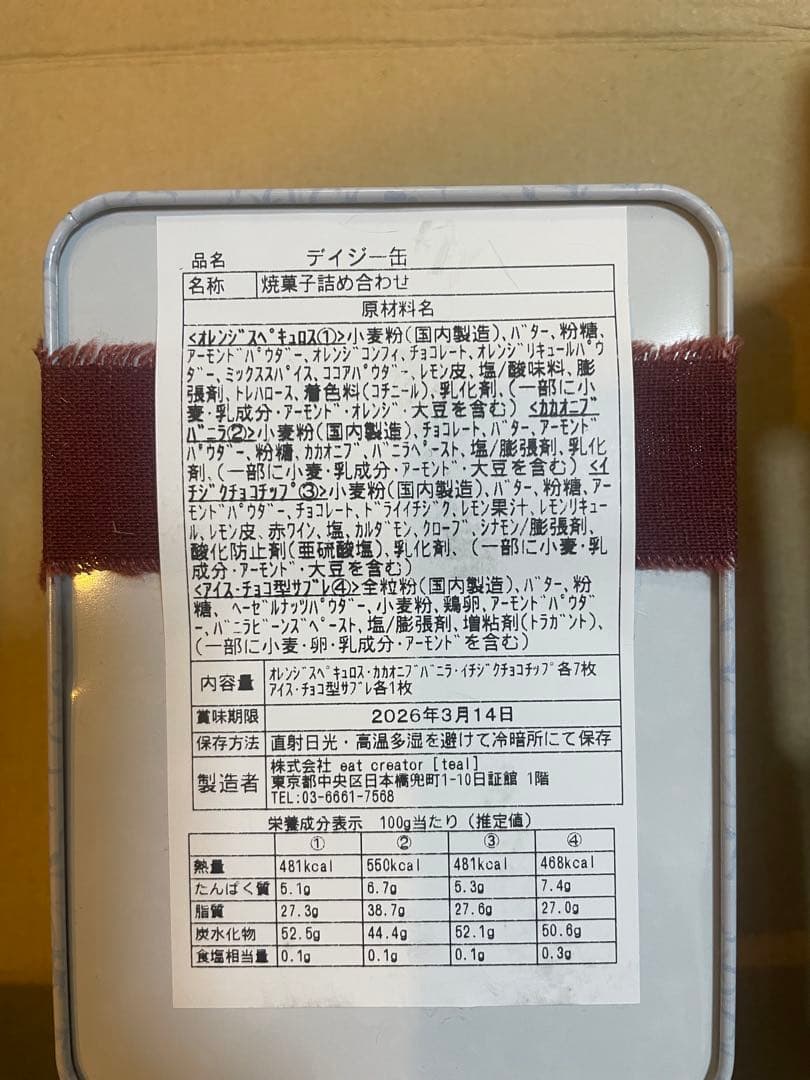 品名 デイジー缶
名称 焼菓子詰め合わせ
原材料名
<ｵﾚﾝｼﾞｽﾍﾟｷｭﾛｽ①>小麦粉(国内製造)、ﾊﾞﾀｰ、粉糖、
ｱｰﾓﾝﾄﾞﾊﾟｳﾀﾞｰ、ｵﾚﾝｼﾞｺﾝﾌｨ、ﾁｮｺﾚｰﾄ、ｵﾚﾝｼﾞﾘｷｭｰﾙﾊﾟｳ
ﾀﾞｰ、ﾐｯｸｽｽﾊﾟｲｽ、ｺｺｱﾊﾟｳﾀﾞｰ、ﾚﾓﾝ皮、塩/酸味料、膨
張剤、ﾄﾚﾊﾛｰｽ、着色料(ｺﾁﾆｰﾙ)、乳化剤、(一部に小
麦・乳成分・ｱｰﾓﾝﾄﾞ・ｵﾚﾝｼﾞ・大豆を含む) <ｶｶｵﾆﾌﾞ
ﾊﾞﾆﾗ②>小麦粉(国内製造)、ﾁｮｺﾚｰﾄ、ﾊﾞﾀｰ、ｱｰﾓﾝﾄﾞ
ﾊﾟｳﾀﾞｰ、粉糖、ｶｶｵﾆﾌﾞ、ﾊﾞﾆﾗﾍﾟｰｽﾄ、塩/膨張剤、乳化
剤、(一部に小麦・乳成分・ｱｰﾓﾝﾄﾞ・大豆を含む) <ｲ
ﾁｼﾞｸﾁｮｺﾁｯﾌﾟ③>小麦粉(国内製造)、ﾊﾞﾀｰ、粉糖、ｱｰ
ﾓﾝﾄﾞﾊﾟｳﾀﾞｰ、ﾁｮｺﾚｰﾄ、ﾄﾞﾗｲｲﾁｼﾞｸ、ﾚﾓﾝ果汁、ﾚﾓﾝﾘｷｭｰ
ﾙ、ﾚﾓﾝ皮、赤ワイン、塩、ｶﾙﾀﾞﾓﾝ、ｸﾛｰﾌﾞ、ｼﾅﾓﾝ/膨張剤、
酸化防止剤(亜硫酸塩)、乳化剤、(一部に小麦・乳
成分・ｱｰﾓﾝﾄﾞ・大豆を含む)
<ｱｲｽ・ﾁｮｺ型ｻﾌﾞﾚ④>全粒粉(国内製造)、ﾊﾞﾀｰ、粉
糖、ﾍｰｾﾞﾙﾅｯﾂﾊﾟｳﾀﾞｰ、小麦粉、鶏卵、ｱｰﾓﾝﾄﾞﾊﾟｳﾀﾞ
ｰ、ﾊﾞﾆﾗﾋﾞｰﾝｽﾞﾍﾟｰｽﾄ、塩/膨張剤、増粘剤(ﾄﾗｶﾞﾝﾄ)、
(一部に小麦・卵・乳成分・ｱｰﾓﾝﾄﾞを含む)
内容量 ｵﾚﾝｼﾞｽﾍﾟｷｭﾛｽ・ｶｶｵﾆﾌﾞﾊﾞﾆﾗ・ｲﾁｼﾞｸﾁｮｺﾁｯﾌﾟ各7枚
ｱｲｽ・ﾁｮｺ型ｻﾌﾞﾚ各1枚
賞味期限 2026年3月14日
保存方法 直射日光・高温多湿を避けて冷暗所にて保存
製造者 株式会社 eat creator [teal]
東京都中央区日本橋兜町1-10日証館 1階
TEL:03-6661-7568
栄養成分表示 100g当たり (推定値)
① ② ③ ④
熱量 481kcal 550kcal 481kcal 468kcal
たんぱく質 5.1g 6.7g 5.3g 7.4g
脂質 27.3g 38.7g 27.6g 27.0g
炭水化物 52.5g 44.4g 52.1g 50.6g
食塩相当量 0.1g 0.1g 0.1g 0.3g